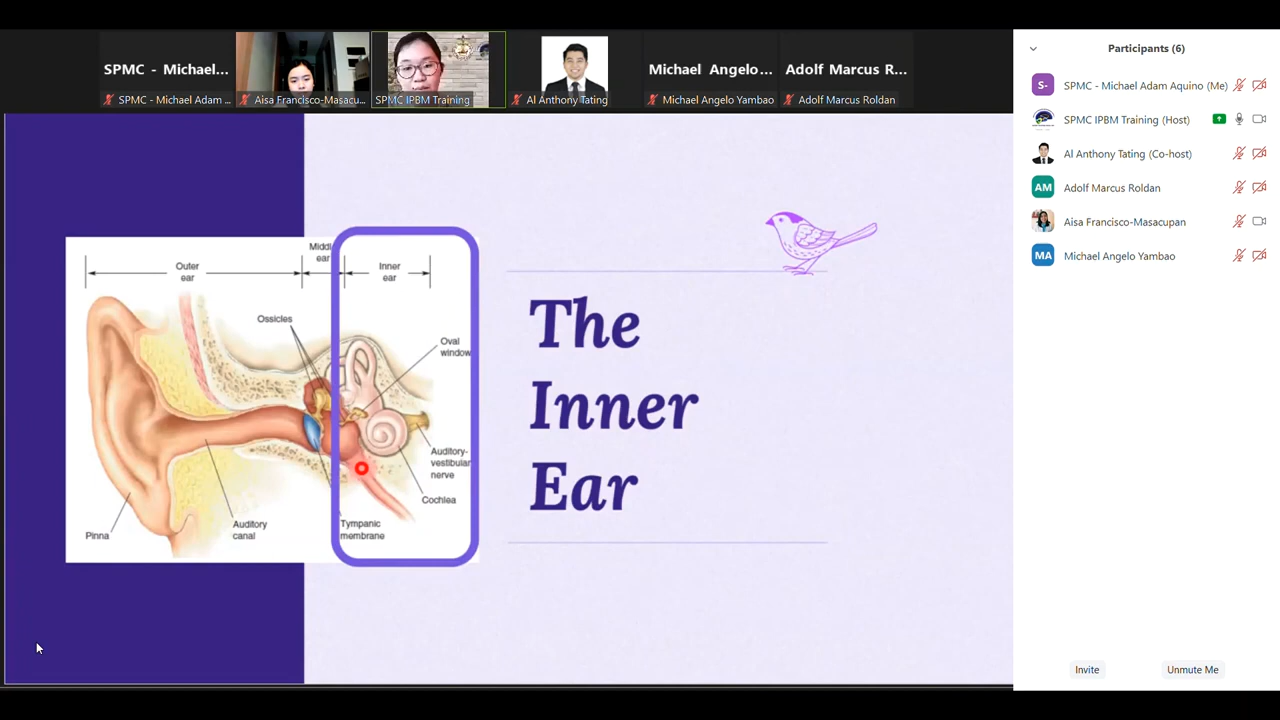 SPMC - Michael...
Michael Angelo...
Adolf Marcus R...
SPMC - Michael Adam ...
Aisa Francisco-Masacu...
SPMC IPBM Training
Al Anthony Tating
Michael Angelo Yambao
Adolf Marcus Roldan
Outer
ear
Middl
ear
Inner
ear
Ossicles
Oval
window
Auditory-
vestibular
nerve
Cochlea
Tympanic
membrane
Auditory
canal
Pinna
The
Inner
Ear
Participants (6)
S- SPMC - Michael Adam Aquino (Me)
SPMC IPBM Training (Host)
Al Anthony Tating (Co-host)
AM Adolf Marcus Roldan
Aisa Francisco-Masacupan
MA Michael Angelo Yambao
Invite
Unmute Me